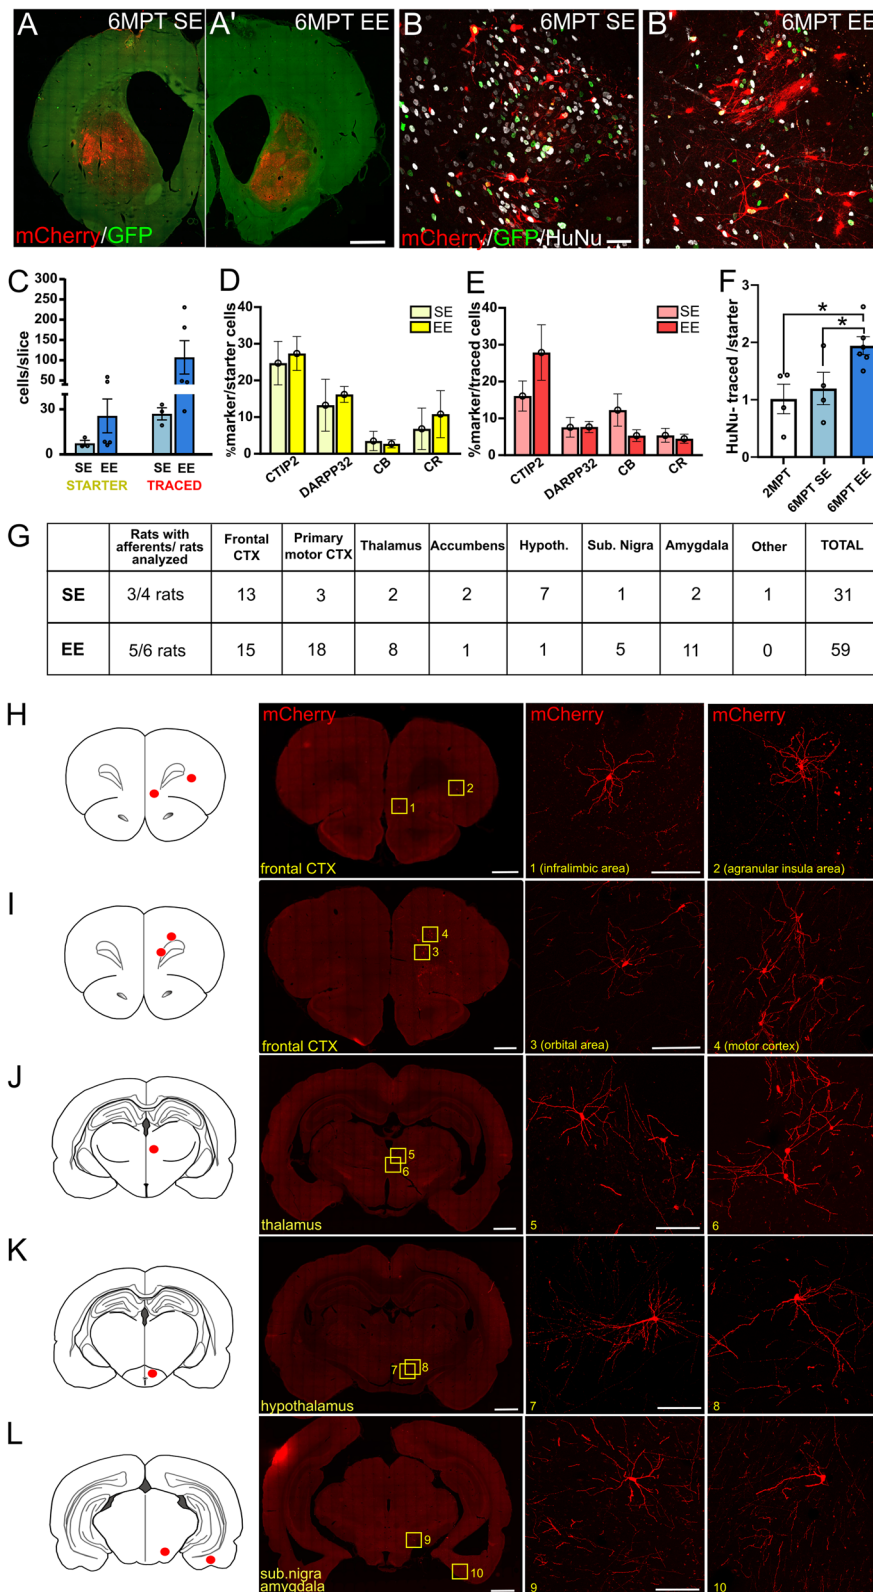 A 6MPT SE
A' 6MPT EE
B 6MPT SE
B' 6MPT EE
mCherry/GFP
mCherry/GFP/HuNu
C
cells/slice
300
250
200
150
100
50
30
0
SE EE SE EE
STARTER TRACED
D
%marker/starter cells
40
30
20
10
0
SE
EE
CTIP2 DARPP32 CB CR
E
%marker/traced cells
40
30
20
10
0
SE
EE
CTIP2 DARPP32 CB CR
F
HuNu- traced /starter
3
2
1
0
* *
2MPT 6MPT SE 6MPT EE
G
Rats with afferents/ rats analyzed Frontal CTX Primary motor CTX Thalamus Accumbens Hypoth. Sub. Nigra Amygdala Other TOTAL
SE 3/4 rats 13 3 2 2 7 1 2 1 31
EE 5/6 rats 15 18 8 1 1 5 11 0 59
H
mCherry mCherry mCherry
1 2
frontal CTX 1 (infralimbic area) 2 (agranular insula area)
I
4
3
frontal CTX 3 (orbital area) 4 (motor cortex)
J
5
6
thalamus 5 6
K
7 8
hypothalamus 7 8
L
9
10
sub.nigra
amygdala 9 10